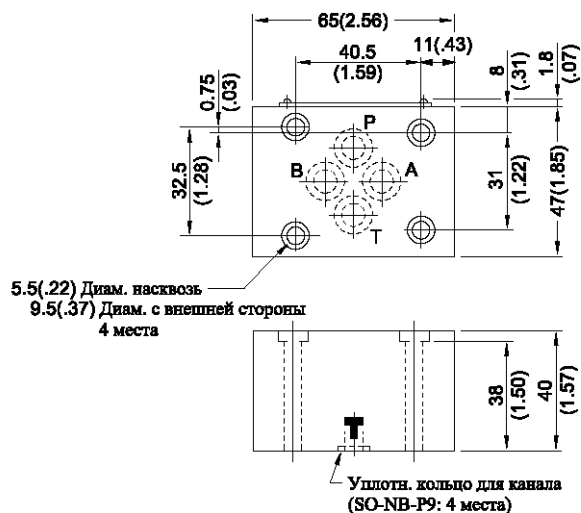 65(2.56)
40.5
(1.59)
11(.43)
8
(.31)
1.8
(.07)
0.75
(.03)
P
B
A
T
32.5
(1.28)
31
(1.22)
47(1.85)
5.5(.22) Диам. насквозь
9.5(.37) Диам. с внешней стороны
4 места
38
(1.50)
40
(1.57)
Уплотн. кольцо для канала
(SO-NB-P9: 4 места)